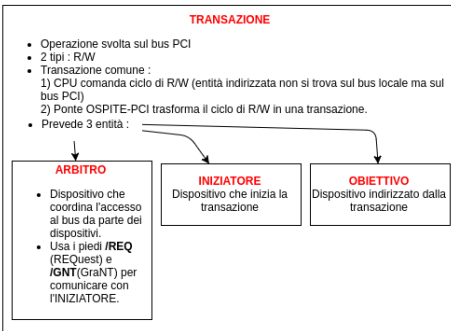 TRANSAZIONE
• Operazione svolta sul bus PCI
• 2 tipi : R/W
• Transazione comune :
1) CPU comanda ciclo di R/W (entità indirizzata non si trova sul bus locale ma sul
bus PCI)
2) Ponte OSPITE-PCI trasforma il ciclo di R/W in una transazione.
• Prevede 3 entità :
ARBITRO
• Dispositivo che
coordina l'accesso
al bus da parte dei
dispositivi.
• Usa i piedi /REQ
(REQuest) e
/GNT(GraNT) per
comunicare con
l'INIZIATORE.
INIZIATORE
Dispositivo che inizia la
transazione
OBIETTIVO
Dispositivo indirizzato dalla
transazione